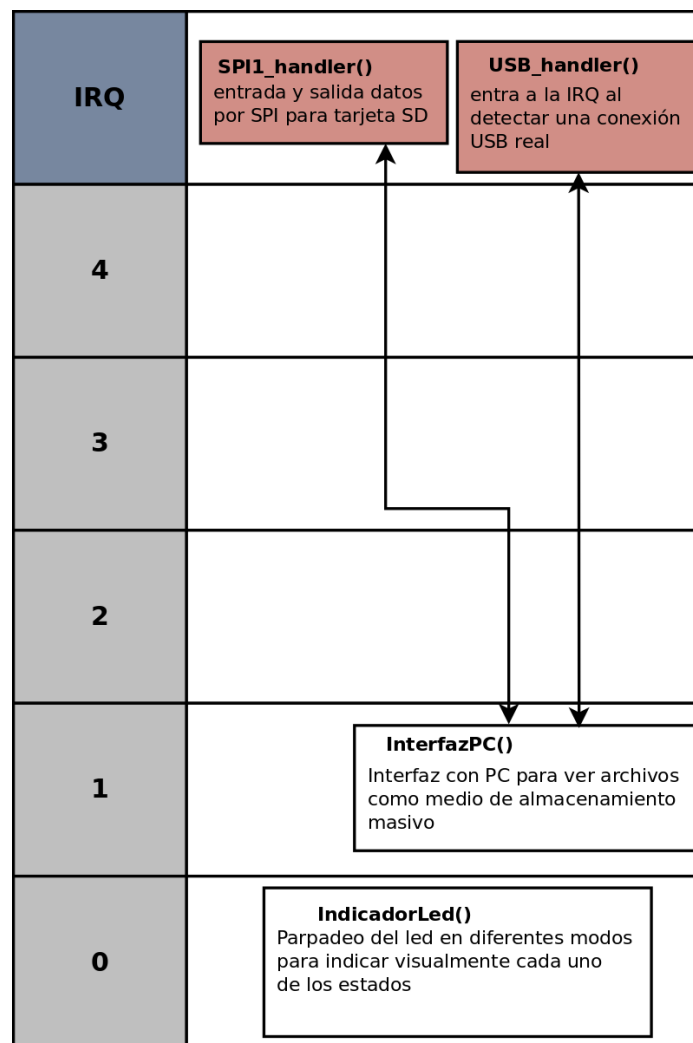 IRQ
SPI1_handler()
entrada y salida datos
por SPI para tarjeta SD
USB_handler()
entra a la IRQ al
detectar una conexión
USB real
4
3
2
1
InterfazPC()
Interfaz con PC para ver archivos
como medio de almacenamiento
masivo
0
IndicadorLed()
Parpadeo del led en diferentes modos
para indicar visualmente cada uno
de los estados